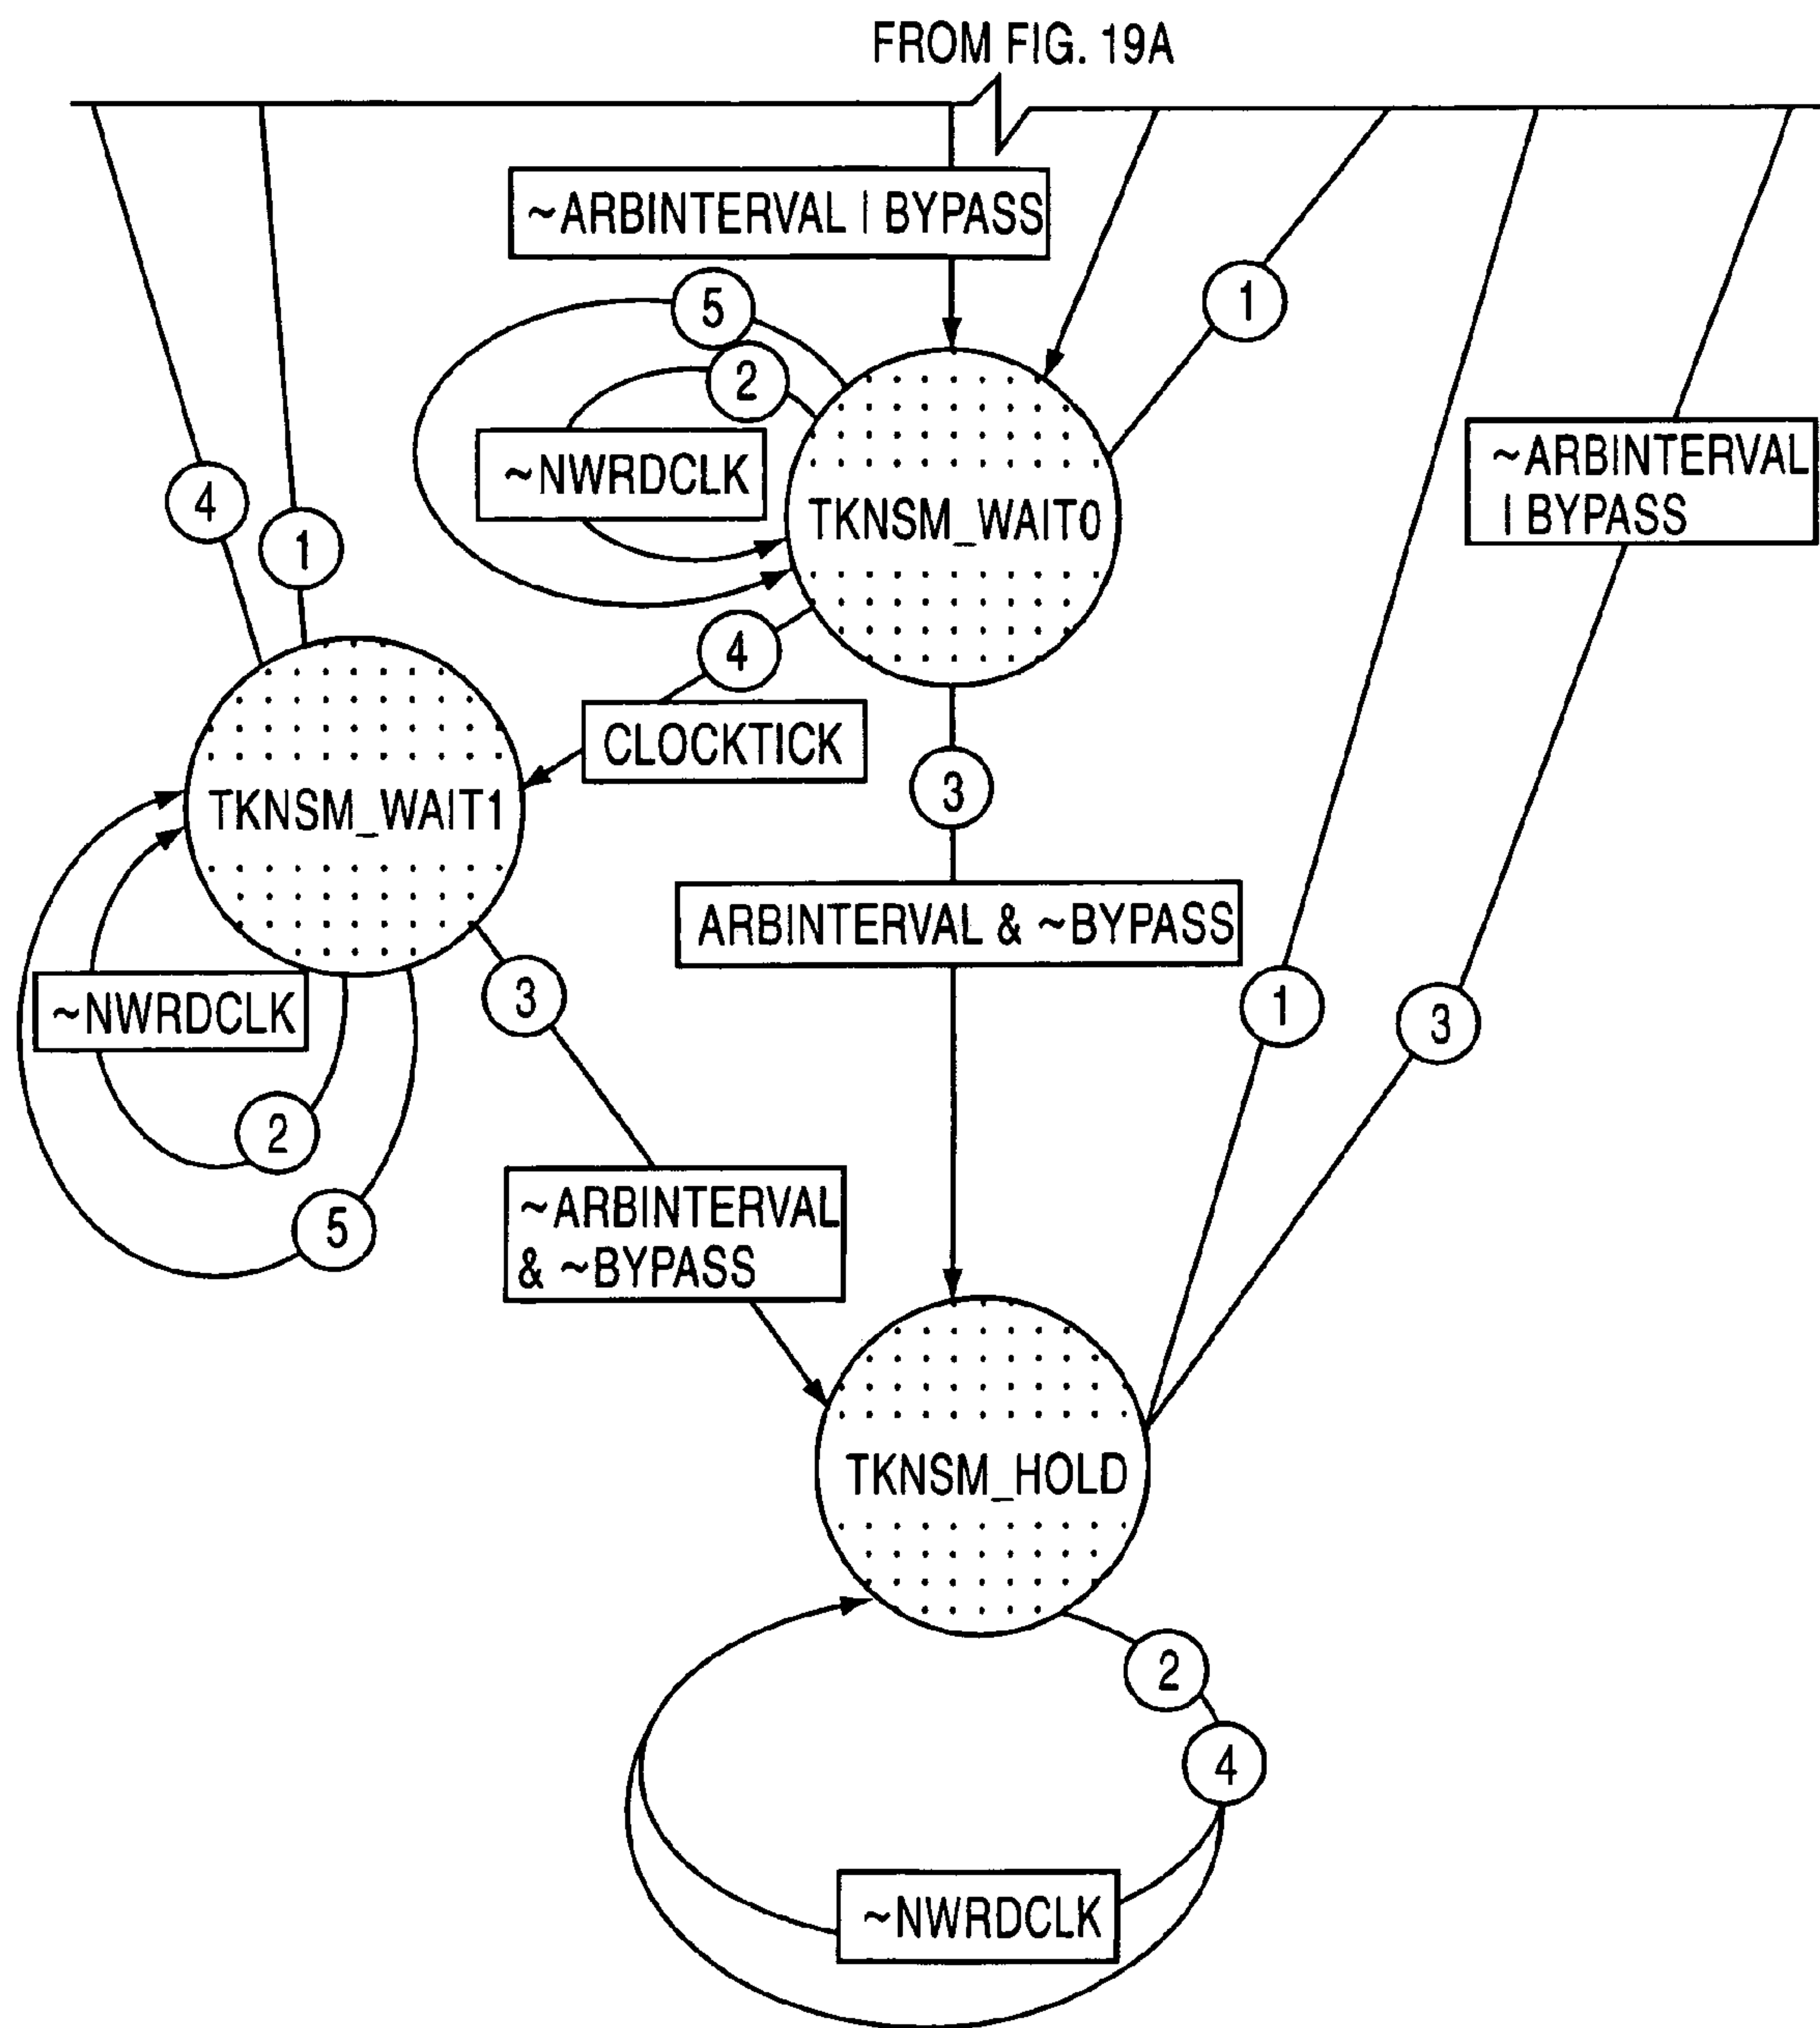 FROM FIG. 19A
~ARBINTERVAL | BYPASS
5
1
2
~ARBINTERVAL
| BYPASS
~NWRDCLK
4
TKNSM_WAIT0
1
4
CLOCKTICK
3
TKNSM_WAIT1
ARBINTERVAL & ~BYPASS
3
1
3
~NWRDCLK
2
~ARBINTERVAL
& ~BYPASS
5
TKNSM_HOLD
2
4
~NWRDCLK